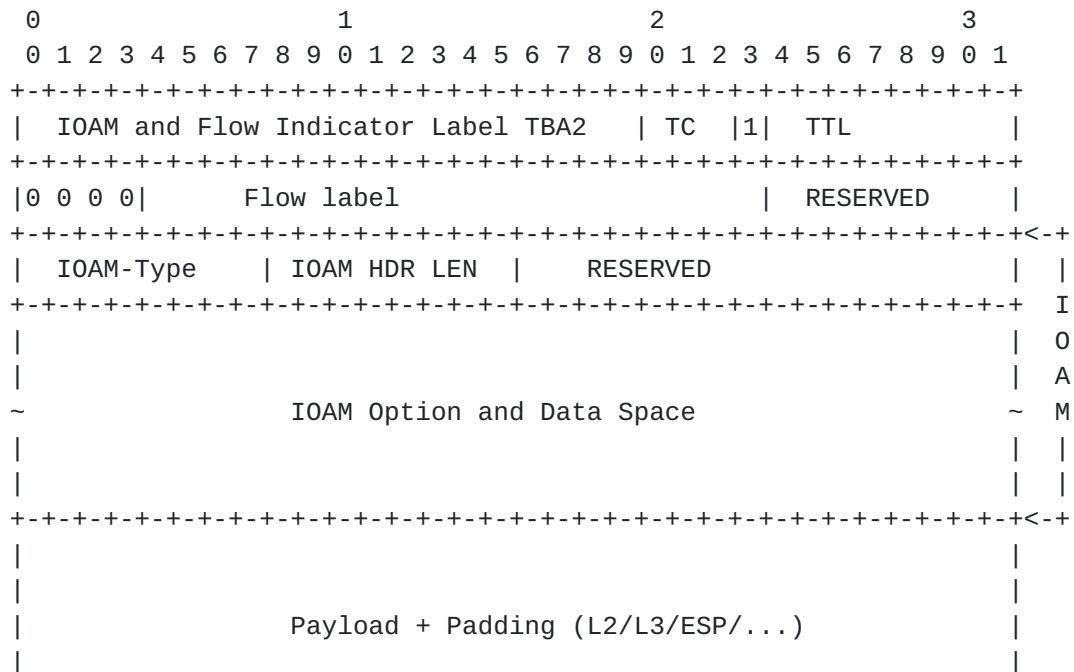 0                   1                   2                   3
 0 1 2 3 4 5 6 7 8 9 0 1 2 3 4 5 6 7 8 9 0 1 2 3 4 5 6 7 8 9 0 1
+-+-+-+-+-+-+-+-+-+-+-+-+-+-+-+-+-+-+-+-+-+-+-+-+-+-+-+-+-+-+-+-+
|  IOAM and Flow Indicator Label TBA2   | TC  |1|  TTL          |
+-+-+-+-+-+-+-+-+-+-+-+-+-+-+-+-+-+-+-+-+-+-+-+-+-+-+-+-+-+-+-+-+
|0 0 0 0|      Flow label                       |  RESERVED     |
+-+-+-+-+-+-+-+-+-+-+-+-+-+-+-+-+-+-+-+-+-+-+-+-+-+-+-+-+-+-+-+-+<-+
|  IOAM-Type    | IOAM HDR LEN  |    RESERVED                   |  |
+-+-+-+-+-+-+-+-+-+-+-+-+-+-+-+-+-+-+-+-+-+-+-+-+-+-+-+-+-+-+-+-+  I
|                                                               |  O
|                                                               |  A
~                 IOAM Option and Data Space                    ~  M
|                                                               |  |
|                                                               |  |
+-+-+-+-+-+-+-+-+-+-+-+-+-+-+-+-+-+-+-+-+-+-+-+-+-+-+-+-+-+-+-+-+<-+
|                                                               |
|                                                               |
|                 Payload + Padding (L2/L3/ESP/...)             |
|                                                               |